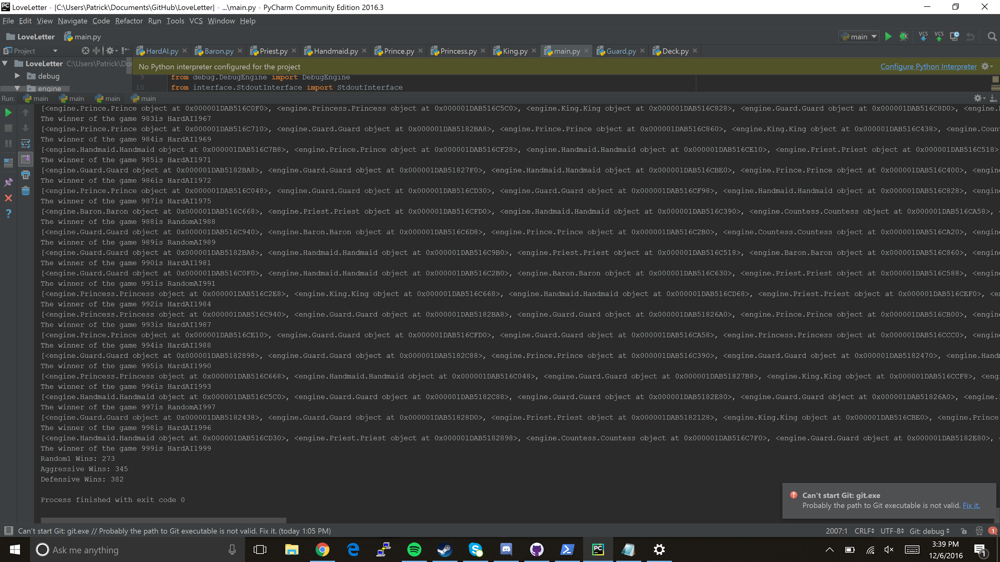 LoveLetter - [C:\Users\Patrick\Documents\GitHub\LoveLetter] - ...\main.py - PyCharm Community Edition 2016.3
File Edit View Navigate Code Refactor Run Tools VCS Window Help
LoveLetter main.py main VCS VCS
Project HardAI.py Baron.py Priest.py Handmaid.py Prince.py Princess.py King.py main.py Guard.py Deck.py
LoveLetter C:\Users\Patrick\Doc
No Python interpreter configured for the project Configure Python Interpreter
debug
9 from debug.DebugEngine import DebugEngine
engine
10 from interface.StdoutInterface import StdoutInterface
Run: main main main main
[<engine.Prince.Prince object at 0x000001DAB516C0F0>, <engine.Princess.Princess object at 0x000001DAB516C5C0>, <engine.King.King object at 0x000001DAB516C828>, <engine.Guard.Guard object at 0x000001DAB516C8D0>, <engine.
The winner of the game 983is HardAI1967
[<engine.Prince.Prince object at 0x000001DAB516C710>, <engine.Guard.Guard object at 0x000001DAB5182BA8>, <engine.Prince.Prince object at 0x000001DAB516C860>, <engine.King.King object at 0x000001DAB516C438>, <engine.Coun
The winner of the game 984is HardAI1969
[<engine.Handmaid.Handmaid object at 0x000001DAB516C7B8>, <engine.Prince.Prince object at 0x000001DAB516CF28>, <engine.Handmaid.Handmaid object at 0x000001DAB516CE10>, <engine.Priest.Priest object at 0x000001DAB516C518>,
The winner of the game 985is HardAI1971
[<engine.Guard.Guard object at 0x000001DAB5182BA8>, <engine.Guard.Guard object at 0x000001DAB51827F0>, <engine.Handmaid.Handmaid object at 0x000001DAB516CBE0>, <engine.Prince.Prince object at 0x000001DAB516C400>, <engine
The winner of the game 986is HardAI1972
[<engine.Prince.Prince object at 0x000001DAB516C048>, <engine.Guard.Guard object at 0x000001DAB516CD30>, <engine.Guard.Guard object at 0x000001DAB516CF98>, <engine.Handmaid.Handmaid object at 0x000001DAB516C828>, <engine
The winner of the game 987is HardAI1975
[<engine.Baron.Baron object at 0x000001DAB516C668>, <engine.Priest.Priest object at 0x000001DAB516CFD0>, <engine.Handmaid.Handmaid object at 0x000001DAB516C390>, <engine.Countess.Countess object at 0x000001DAB516CA58>, <
The winner of the game 988is RandomAI988
[<engine.Guard.Guard object at 0x000001DAB516C940>, <engine.Baron.Baron object at 0x000001DAB516C6D8>, <engine.Prince.Prince object at 0x000001DAB516C2B0>, <engine.Countess.Countess object at 0x000001DAB516CA20>, <engine
The winner of the game 989is RandomAI989
[<engine.Guard.Guard object at 0x000001DAB5182BA8>, <engine.Handmaid.Handmaid object at 0x000001DAB516C9B0>, <engine.Priest.Priest object at 0x000001DAB516C518>, <engine.Baron.Baron object at 0x000001DAB516C860>, <engine
The winner of the game 990is HardAI1981
[<engine.Guard.Guard object at 0x000001DAB516C0F0>, <engine.Handmaid.Handmaid object at 0x000001DAB516C2B0>, <engine.Baron.Baron object at 0x000001DAB516C630>, <engine.Priest.Priest object at 0x000001DAB516C588>, <engine
The winner of the game 991is RandomAI991
[<engine.Princess.Princess object at 0x000001DAB516C2E8>, <engine.King.King object at 0x000001DAB516C668>, <engine.Handmaid.Handmaid object at 0x000001DAB516CD68>, <engine.Priest.Priest object at 0x000001DAB516CEF0>, <en
The winner of the game 992is HardAI1984
[<engine.Princess.Princess object at 0x000001DAB516C940>, <engine.Guard.Guard object at 0x000001DAB5182BA8>, <engine.Guard.Guard object at 0x000001DAB51826A0>, <engine.Prince.Prince object at 0x000001DAB516CB00>, <engine
The winner of the game 993is HardAI1987
[<engine.Prince.Prince object at 0x000001DAB516CE10>, <engine.Guard.Guard object at 0x000001DAB516CFD0>, <engine.Guard.Guard object at 0x000001DAB516CA58>, <engine.Princess.Princess object at 0x000001DAB516CCC0>, <engine
The winner of the game 994is HardAI1988
[<engine.Guard.Guard object at 0x000001DAB5182898>, <engine.Guard.Guard object at 0x000001DAB5182C88>, <engine.Prince.Prince object at 0x000001DAB516C390>, <engine.Guard.Guard object at 0x000001DAB5182470>, <engine.Hand
The winner of the game 995is HardAI1990
[<engine.Princess.Princess object at 0x000001DAB516C668>, <engine.Handmaid.Handmaid object at 0x000001DAB516C048>, <engine.Guard.Guard object at 0x000001DAB51827B8>, <engine.King.King object at 0x000001DAB516CCF8>, <eng
The winner of the game 996is HardAI1993
[<engine.Handmaid.Handmaid object at 0x000001DAB516C5C0>, <engine.Guard.Guard object at 0x000001DAB5182C88>, <engine.Guard.Guard object at 0x000001DAB5182E80>, <engine.Guard.Guard object at 0x000001DAB51826A0>, <engine.
The winner of the game 997is RandomAI997
[<engine.Guard.Guard object at 0x000001DAB5182438>, <engine.Guard.Guard object at 0x000001DAB51828D0>, <engine.Priest.Priest object at 0x000001DAB5182128>, <engine.King.King object at 0x000001DAB516CBE0>, <engine.Prince
The winner of the game 998is HardAI1996
[<engine.Handmaid.Handmaid object at 0x000001DAB516CD30>, <engine.Priest.Priest object at 0x000001DAB5182898>, <engine.Countess.Countess object at 0x000001DAB516C7F0>, <engine.Guard.Guard object at 0x000001DAB5182E80>, <
The winner of the game 999is HardAI1999
Random1 Wins: 273
Aggressive Wins: 345
Defensive Wins: 382
Process finished with exit code 0
Can't start Git: git.exe
Probably the path to Git executable is not valid. Fix it.
Can't start Git: git.exe // Probably the path to Git executable is not valid. Fix it. (today 1:05 PM) 2007:1 CRLF UTF-8 Git: debug 1
Ask me anything
3:39 PM
12/6/2016
1